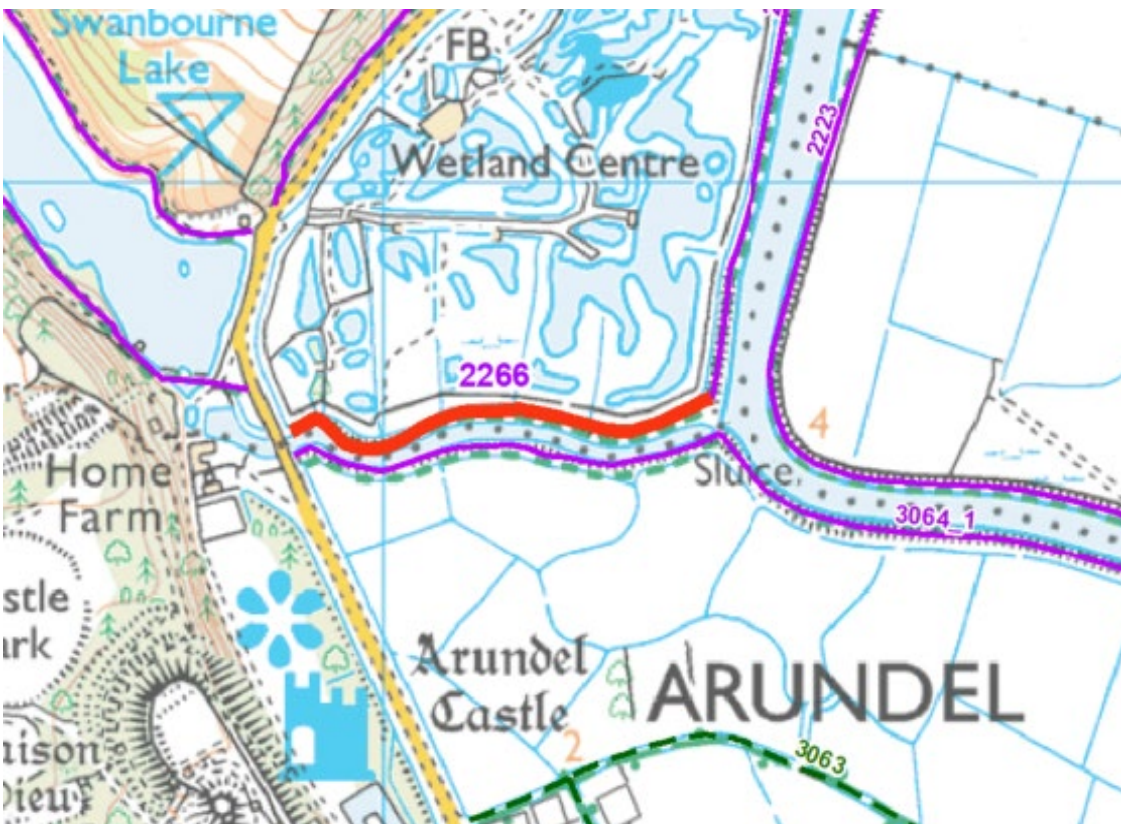 Swanbourne
Lake
FB
2223
Wetland Centre
2266
4
Home
Farm
Sluice
3064_1
stle
ark
Arundel
Castle
ARUNDEL
2
3063
aison
Dieu